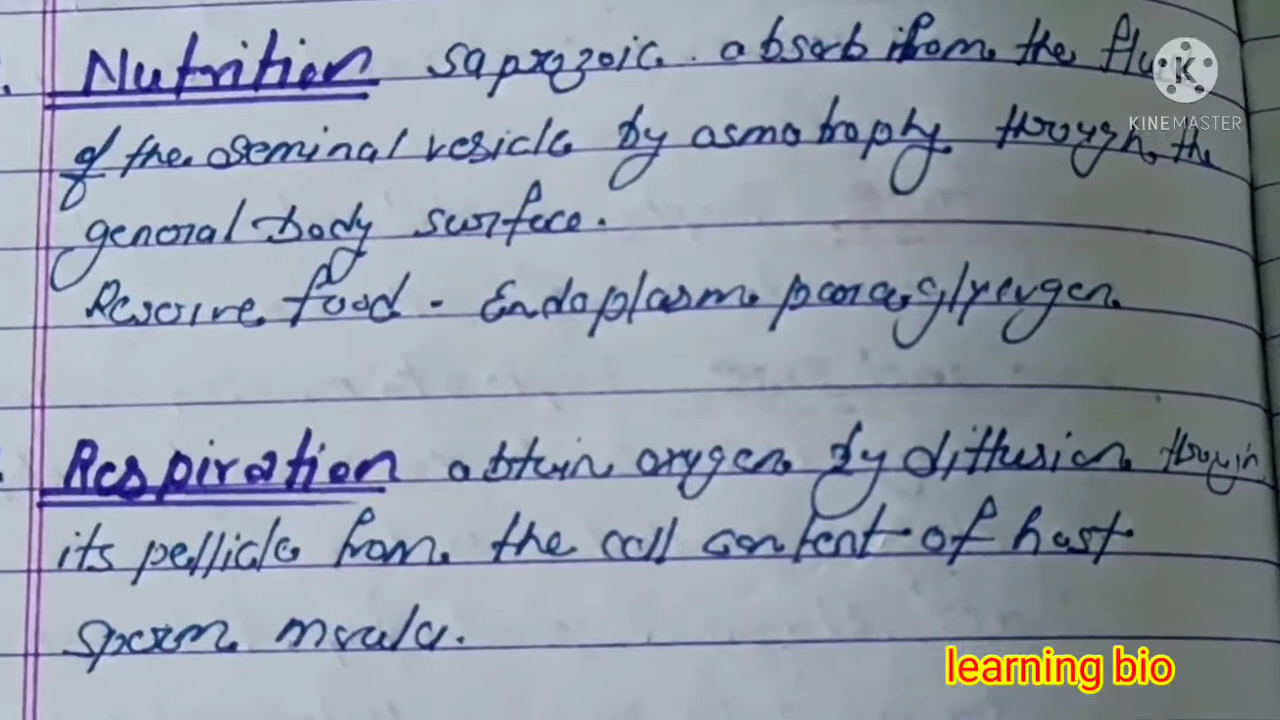 Nutrition saprozoic. absorb from the flu
of the seminal vesicle by osmotrophy through the
general body surface.
Reserve food - Endoplasm paraglycogen
Respiration obtain oxygen by diffusion through
its pellicle from the cell content of host
sperm morula.
K
KINEMASTER
learning bio